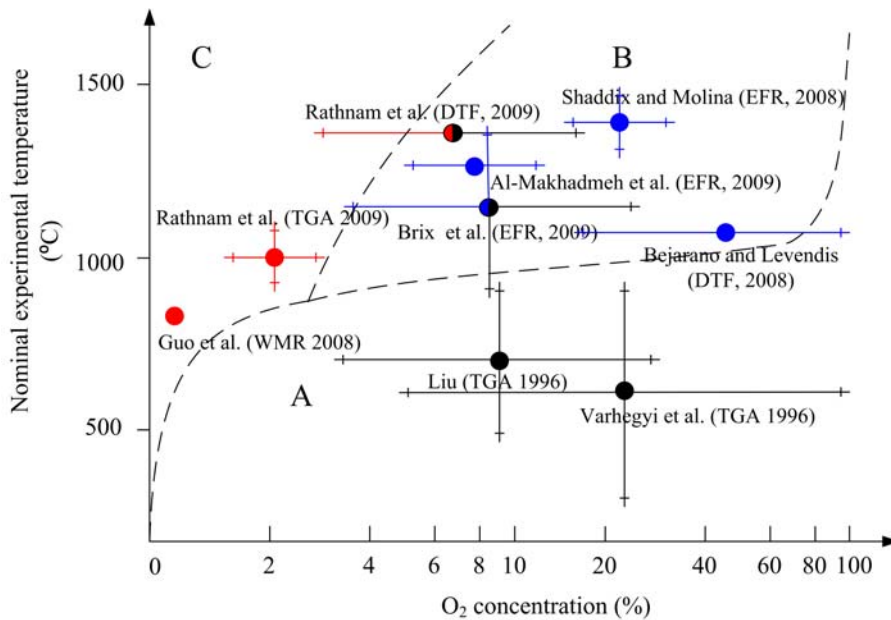 C
B
1500
Shaddix and Molina (EFR, 2008)
Rathnam et al. (DTF, 2009)
Al-Makhadmeh et al. (EFR, 2009)
Rathnam et al. (TGA 2009)
Brix et al. (EFR, 2009)
1000
Bejarano and Levendis
(DTF, 2008)
Guo et al. (WMR 2008)
Liu (TGA 1996)
A
Varhegyi et al. (TGA 1996)
500
Nominal experimental temperature
(ºC)
0 2 4 6 8 10 20 40 60 80 100
O₂ concentration (%)